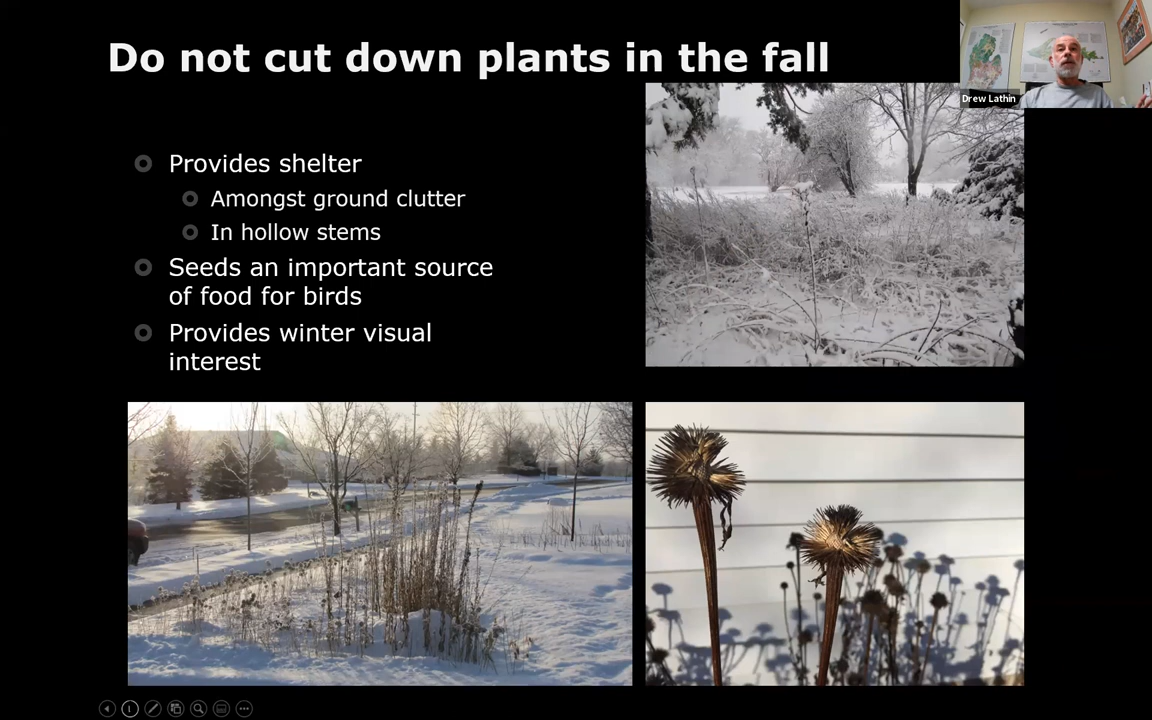 Do not cut down plants in the fall
Drew Lathin
Provides shelter
Amongst ground clutter
In hollow stems
Seeds an important source
of food for birds
Provides winter visual
interest